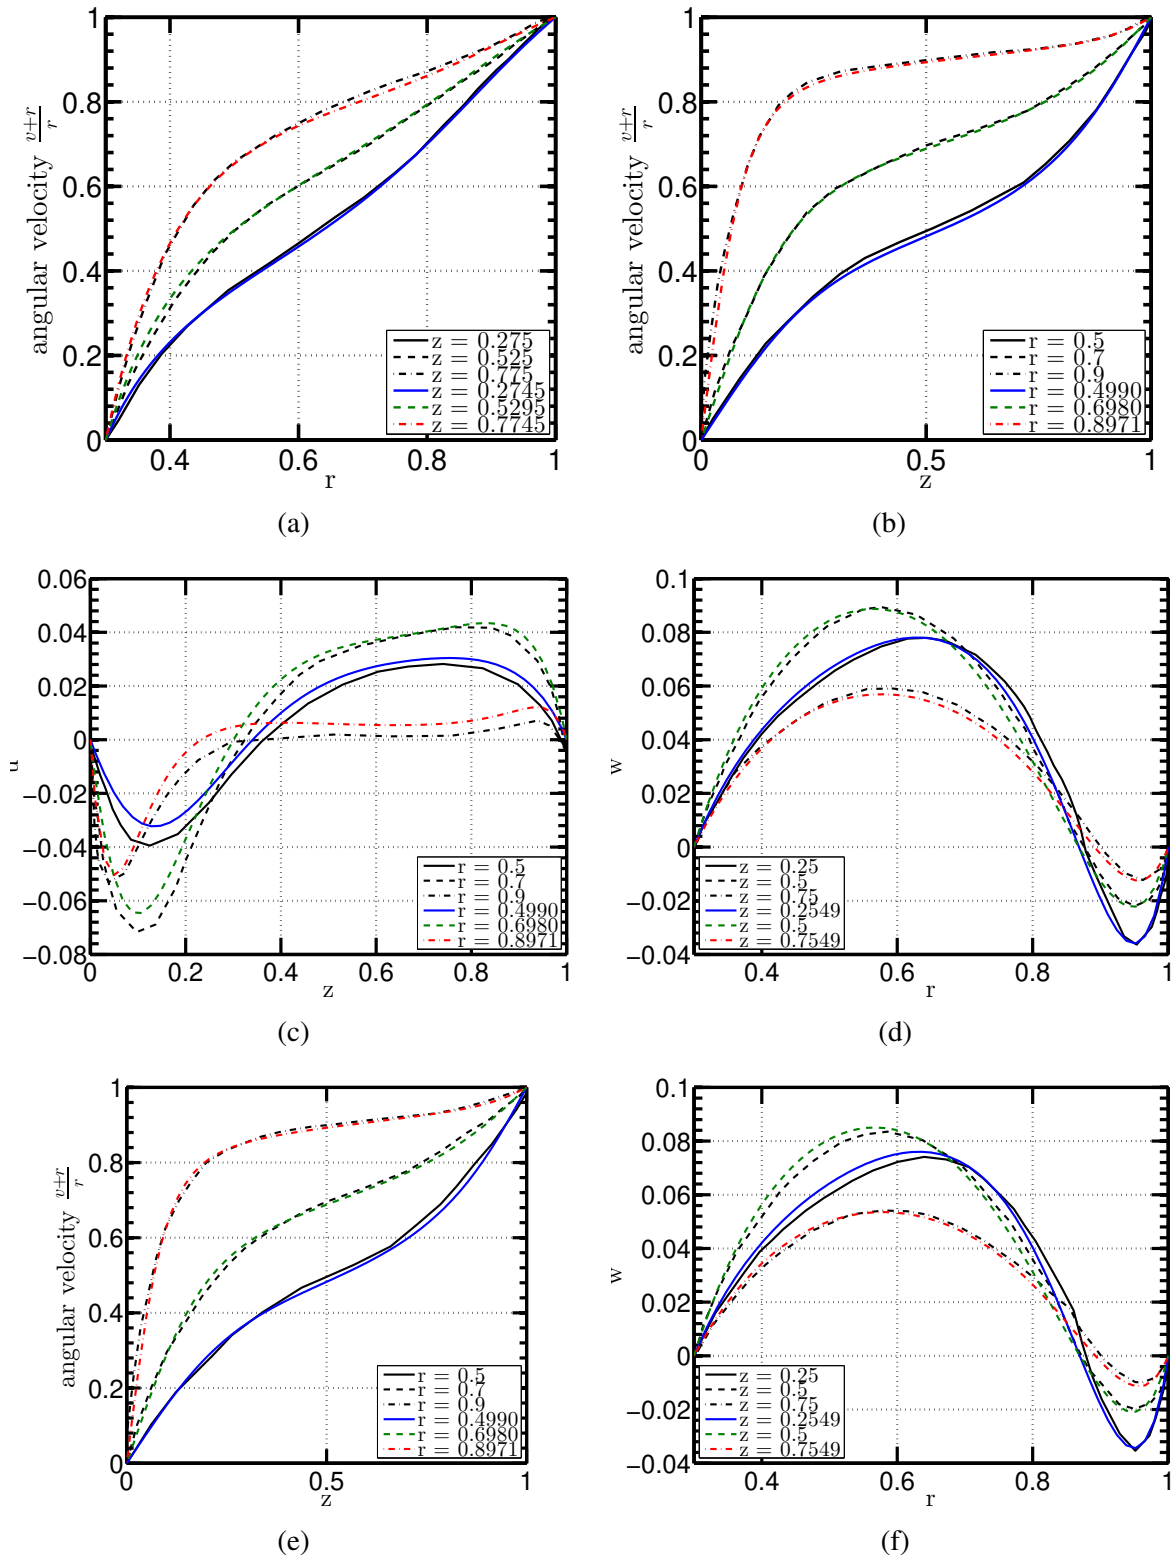 angular velocity v+r/r
1
0.8
0.6
0.4
0.2
0
0.4
0.6
0.8
1
r
z = 0.275
z = 0.525
z = 0.775
z = 0.2745
z = 0.5295
z = 0.7745
(a)
angular velocity v+r/r
1
0.8
0.6
0.4
0.2
0
0
0.5
1
z
r = 0.5
r = 0.7
r = 0.9
r = 0.4990
r = 0.6980
r = 0.8971
(b)
u
0.06
0.04
0.02
0
−0.02
−0.04
−0.06
−0.08
0
0.2
0.4
0.6
0.8
1
z
r = 0.5
r = 0.7
r = 0.9
r = 0.4990
r = 0.6980
r = 0.8971
(c)
w
0.1
0.08
0.06
0.04
0.02
0
−0.02
−0.04
0.4
0.6
0.8
1
r
z = 0.25
z = 0.5
z = 0.75
z = 0.2549
z = 0.5
z = 0.7549
(d)
angular velocity v+r/r
1
0.8
0.6
0.4
0.2
0
0
0.5
1
z
r = 0.5
r = 0.7
r = 0.9
r = 0.4990
r = 0.6980
r = 0.8971
(e)
w
0.1
0.08
0.06
0.04
0.02
0
−0.02
−0.04
0.4
0.6
0.8
1
r
z = 0.25
z = 0.5
z = 0.75
z = 0.2549
z = 0.5
z = 0.7549
(f)